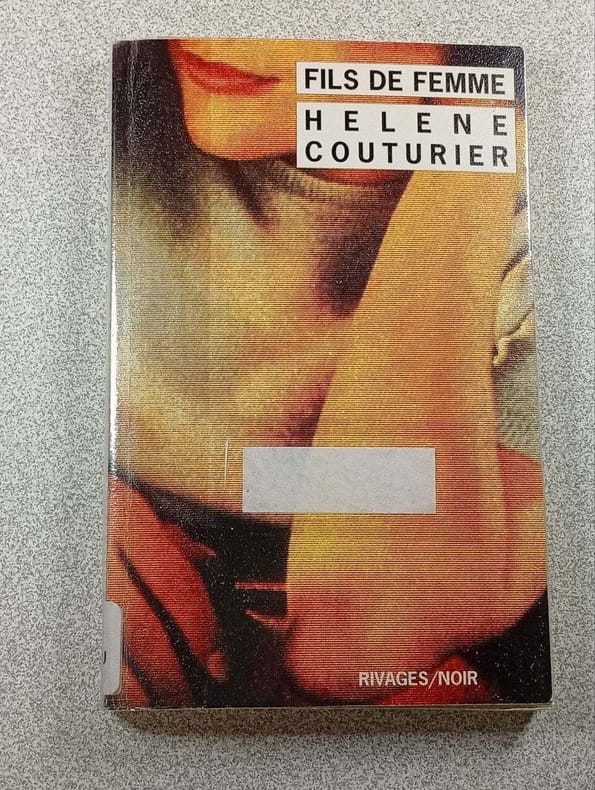 FILS DE FEMME
HELENE
COUTURIER
RIVAGES/NOIR